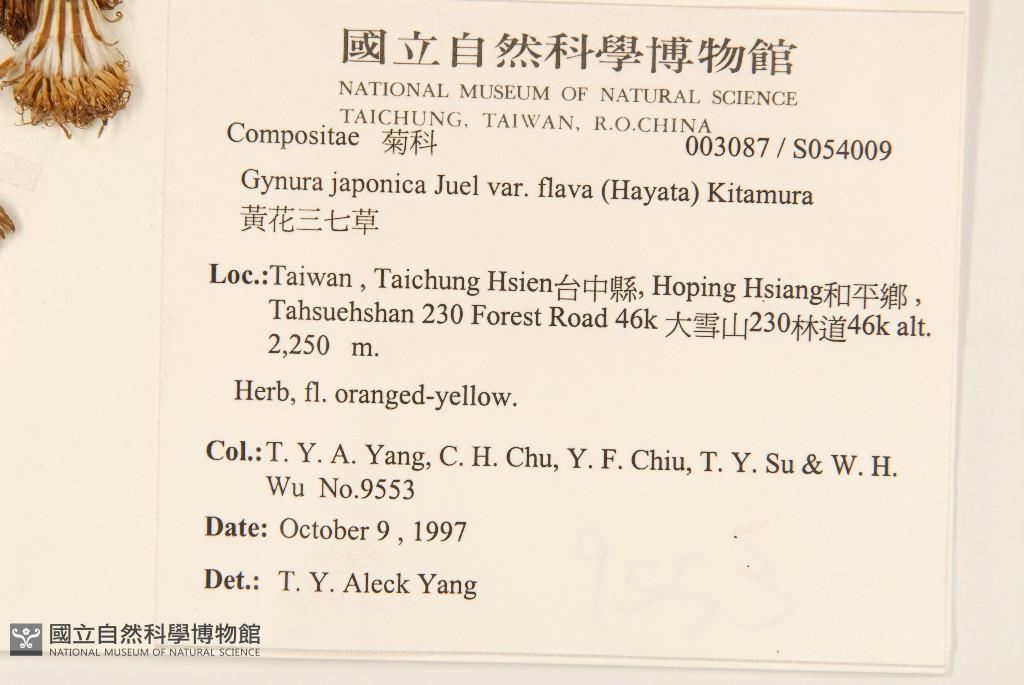 國立自然科學博物館
NATIONAL MUSEUM OF NATURAL SCIENCE
TAICHUNG, TAIWAN, R.O.CHINA
Compositae 菊科 003087 / S054009
Gynura japonica Juel var. flava (Hayata) Kitamura
黃花三七草
Loc.:Taiwan , Taichung Hsien台中縣, Hoping Hsiang和平鄉 ,
Tahsuehshan 230 Forest Road 46k 大雪山230林道46k alt.
2,250 m.
Herb, fl. oranged-yellow.
Col.:T. Y. A. Yang, C. H. Chu, Y. F. Chiu, T. Y. Su & W. H.
Wu No.9553
Date: October 9 , 1997
9553
Det.: T. Y. Aleck Yang
國立自然科學博物館
NATIONAL MUSEUM OF NATURAL SCIENCE